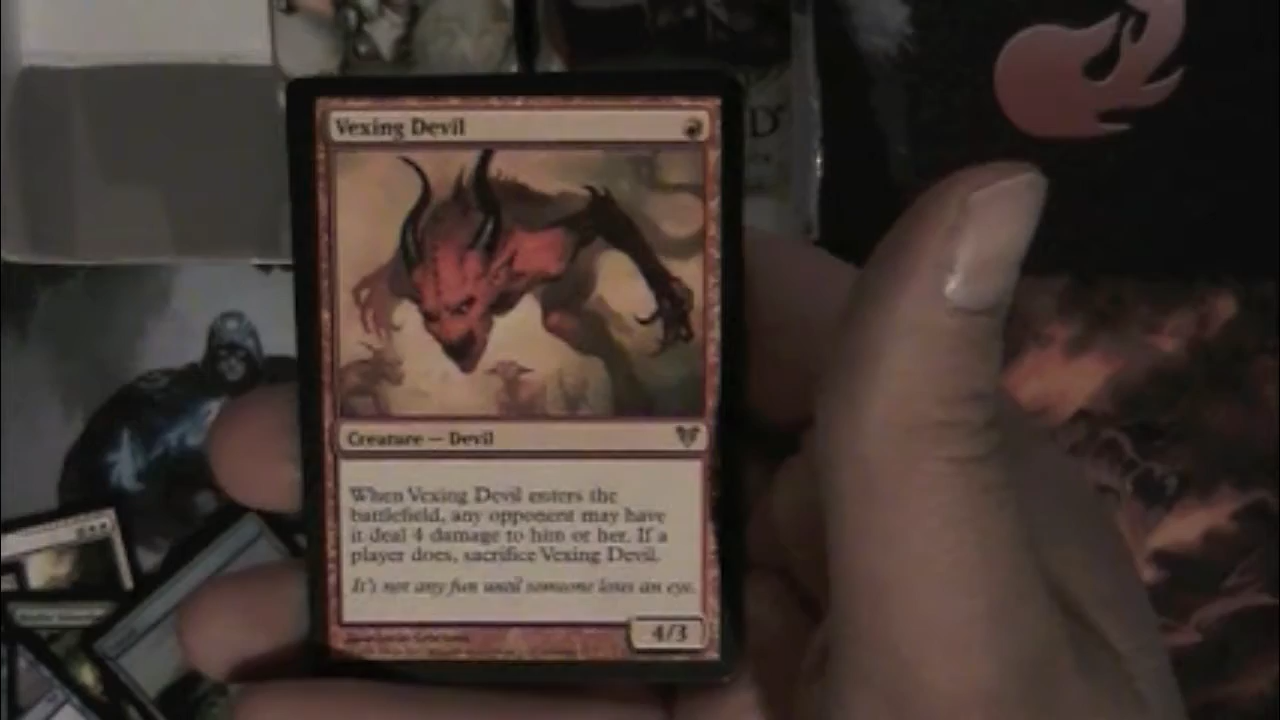 Vexing Devil
D
Creature — Devil
When Vexing Devil enters the
battlefield, any opponent may have
it deal 4 damage to him or her. If a
player does, sacrifice Vexing Devil.
It's not any fun until someone loses an eye.
4/3